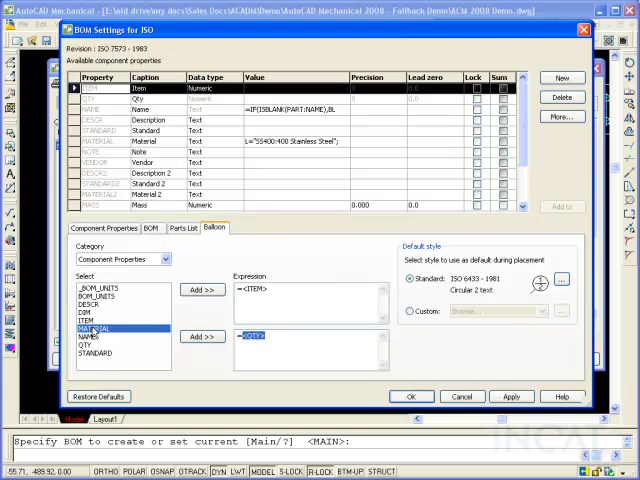 AutoCAD Mechanical 2008 - [E:\old drive\my docs\Sales Docs\ACADM\Demo\AutoCAD Mechanical 2008 - Fallback Demo\ACM 2008 Demo.dwg]
BOM Settings for ISO
Revision : ISO 7573 - 1983
Available component properties
Property Caption Data type Value Precision Lead zero Lock Sum
ITEM Item Numeric 0 0.0
QTY Qty Numeric 0 0.0
NAME Name Text =IF(ISBLANK(PART:NAME),BL
DESCR Description Text
STANDARD Standard Text
MATERIAL Material Text L="SS400:400 Stainless Steel";
NOTE Note Text
VENDOR Vendor Text
DESCR2 Description 2 Text
STANDARD2 Standard 2 Text
MATERIAL2 Material 2 Text
MASS Mass Numeric 0.000 0.0
New
Delete
More...
Add to
Component Properties BOM Parts List Balloon
Category
Component Properties
Select
_BOM_UNITS
BOM_UNITS
DESCR
DIM
ITEM
MATERIAL
NAME
QTY
STANDARD
Add >>
Add >>
Expression
=<ITEM>
=<QTY>
Default style
Select style to use as default during placement
Standard: ISO 6433 - 1981
Circular 2 text
...
Custom: Browse... ...
Restore Defaults OK Cancel Apply Help
Model Layout1
Specify BOM to create or set current [Main/?] <MAIN>:
INCAT
-55.71, -489.92, 0.00 ORTHO POLAR OSNAP OTRACK DYN LWT MODEL S-LOCK R-LOCK BTM-UP STRUCT